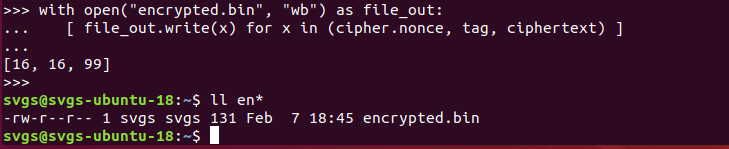 >>> with open("encrypted.bin", "wb") as file_out:
...     [ file_out.write(x) for x in (cipher.nonce, tag, ciphertext) ]
...
[16, 16, 99]
>>>
svgs@svgs-ubuntu-18:~$ ll en*
-rw-r--r-- 1 svgs svgs 131 Feb  7 18:45 encrypted.bin
svgs@svgs-ubuntu-18:~$